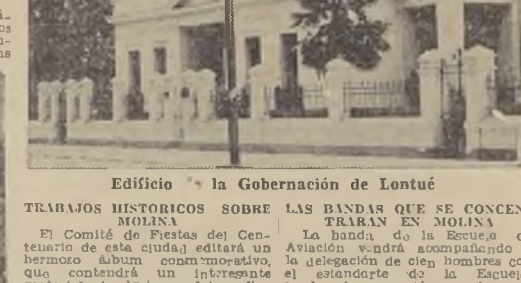 Edificio la Gobernación de Lontué
TRABAJOS HISTORICOS SOBRE
MOLINA
El Comité de Fiestas del Cen-
tenario de esta ciudad editará un
hermoso álbum conmemorativo,
que contendrá un interesante
LAS BANDAS QUE SE CONCEN
TRARAN EN MOLINA
La banda de la Escuela
Aviación vendrá acompañando
la delegación de cien hombres co
el estandarte de la Escuel